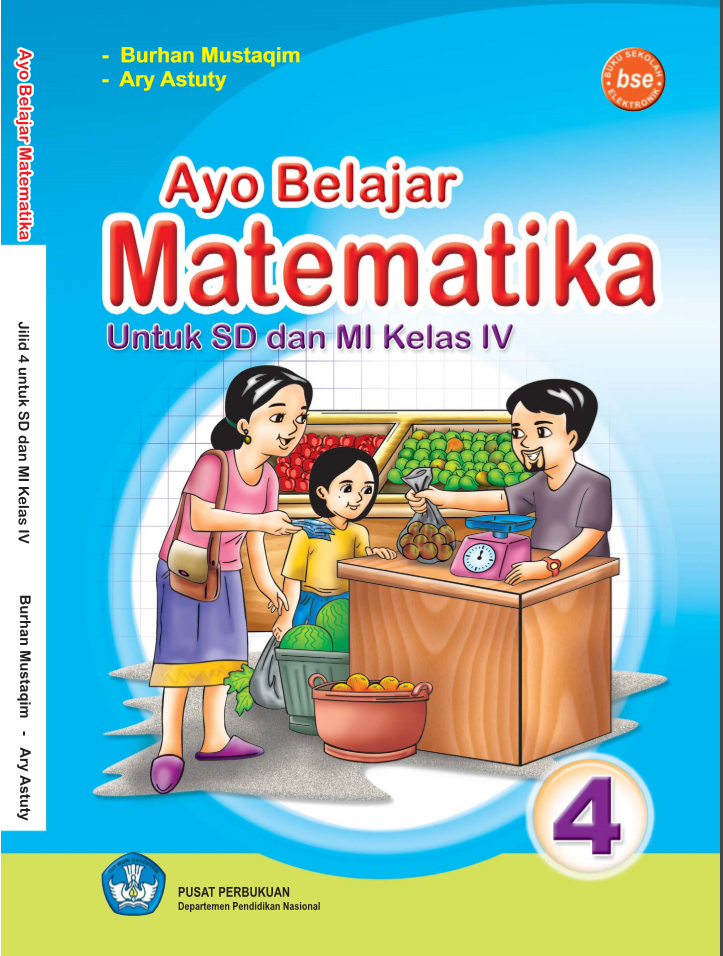 - Burhan Mustaqim
- Ary Astuty
BUKU SEKOLAH
bse
ELEKTRONIK
Ayo Belajar
Matematika
Untuk SD dan MI Kelas IV
4
PUSAT PERBUKUAN
Departemen Pendidikan Nasional
Ayo Belajar Matematika
Jilid 4 untuk SD dan MI Kelas IV
Burhan Mustaqim - Ary Astuty